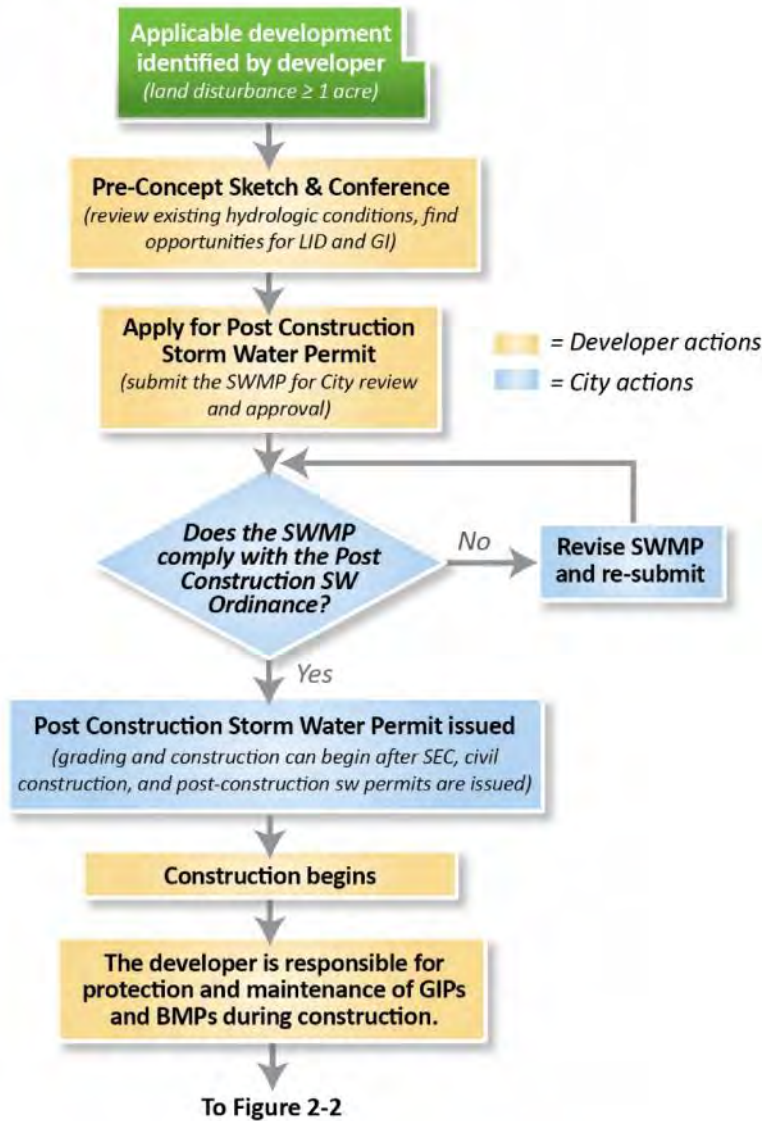 Applicable development
identified by developer
(land disturbance ≥ 1 acre)
Pre-Concept Sketch & Conference
(review existing hydrologic conditions, find
opportunities for LID and GI)
Apply for Post Construction
Storm Water Permit
(submit the SWMP for City review
and approval)
= Developer actions
= City actions
Does the SWMP
comply with the Post
Construction SW
Ordinance?
No
Revise SWMP
and re-submit
Yes
Post Construction Storm Water Permit issued
(grading and construction can begin after SEC, civil
construction, and post-construction sw permits are issued)
Construction begins
The developer is responsible for
protection and maintenance of GIPs
and BMPs during construction.
To Figure 2-2